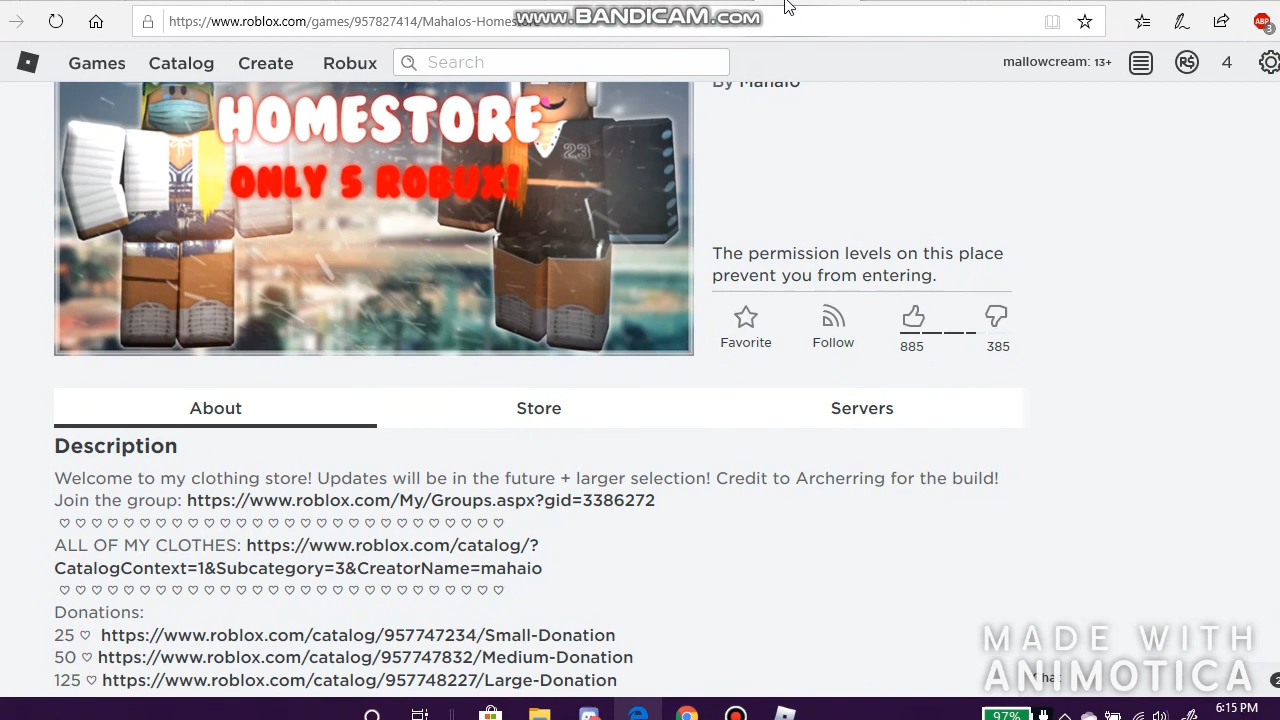 https://www.roblox.com/games/957827414/Mahalos-Homestore
www.BANDICAM.com
ABP
3
Games
Catalog
Create
Robux
Search
mallowcream: 13+
R$
4
By Mahaio
HOMESTORE
ONLY 5 ROBUX!
23
The permission levels on this place
prevent you from entering.
Favorite
Follow
885
385
About
Store
Servers
Description
Welcome to my clothing store! Updates will be in the future + larger selection! Credit to Archerring for the build!
Join the group: https://www.roblox.com/My/Groups.aspx?gid=3386272
♡♡♡♡♡♡♡♡♡♡♡♡♡♡♡♡♡♡♡♡♡♡♡♡♡♡♡♡
ALL OF MY CLOTHES: https://www.roblox.com/catalog/?
CatalogContext=1&Subcategory=3&CreatorName=mahaio
♡♡♡♡♡♡♡♡♡♡♡♡♡♡♡♡♡♡♡♡♡♡♡♡♡♡♡♡
Donations:
25 ♡ https://www.roblox.com/catalog/957747234/Small-Donation
50 ♡ https://www.roblox.com/catalog/957747832/Medium-Donation
125 ♡ https://www.roblox.com/catalog/957748227/Large-Donation
MADE WITH
ANIMOTICA
97%
6:15 PM